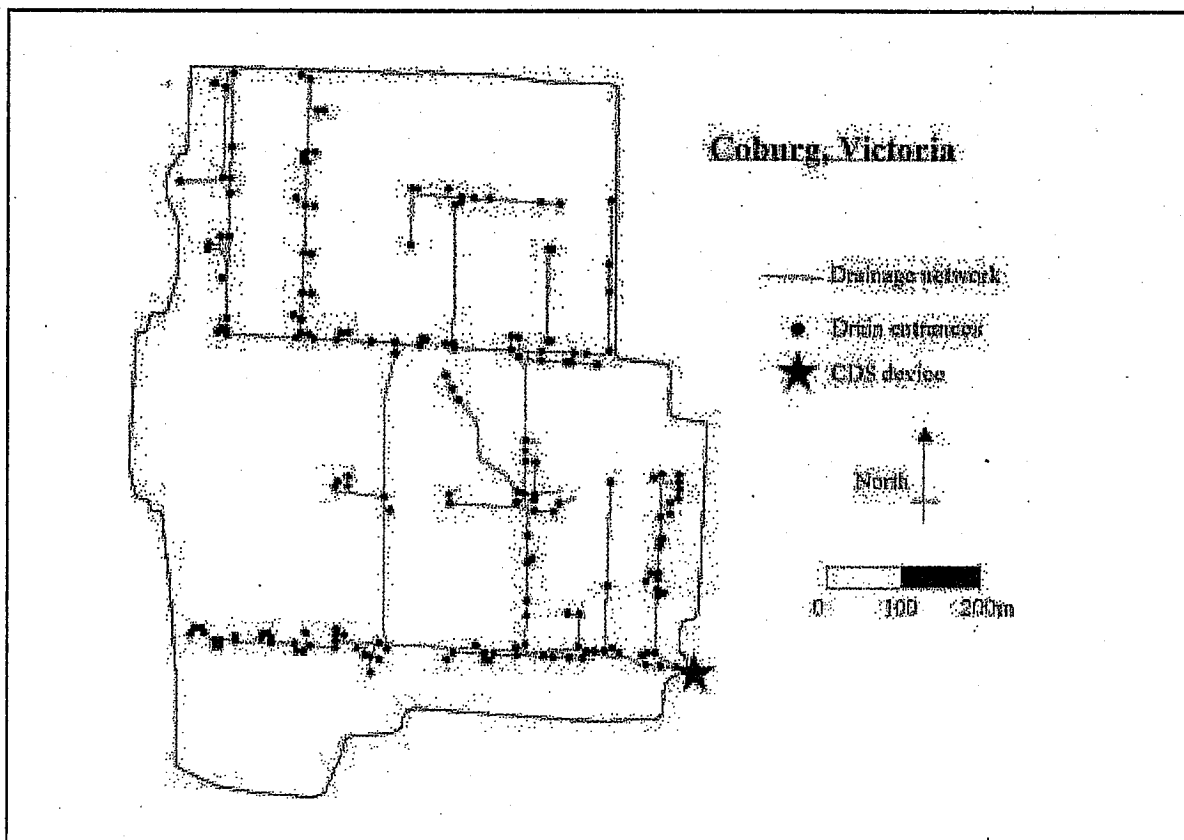 Coburg, Victoria
Drainage network
Drain entrances
CDS device
North
0 100 200m